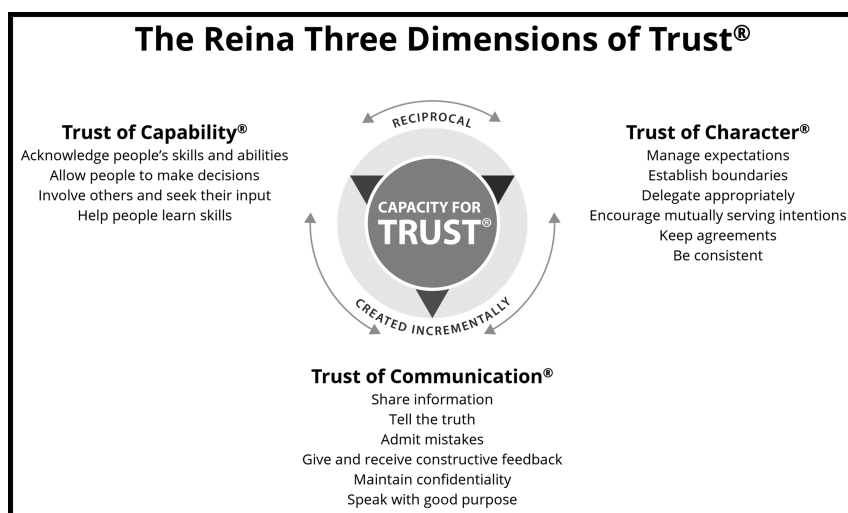 The Reina Three Dimensions of Trust®
Trust of Capability®
Acknowledge people’s skills and abilities
Allow people to make decisions
Involve others and seek their input
Help people learn skills
RECIPROCAL
CAPACITY FOR
TRUST®
CREATED INCREMENTALLY
Trust of Character®
Manage expectations
Establish boundaries
Delegate appropriately
Encourage mutually serving intentions
Keep agreements
Be consistent
Trust of Communication®
Share information
Tell the truth
Admit mistakes
Give and receive constructive feedback
Maintain confidentiality
Speak with good purpose